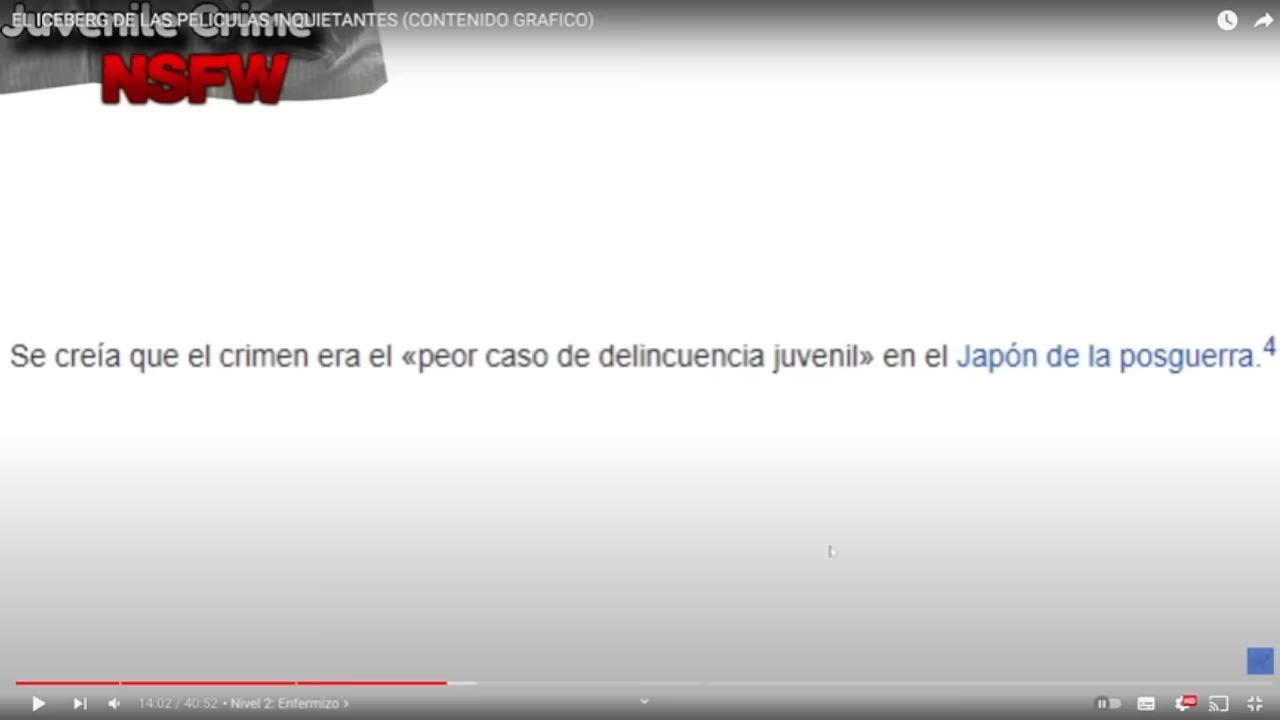 EL ICEBERG DE LAS PELICULAS INQUIETANTES (CONTENIDO GRAFICO)
Juvenile Crime
NSFW
Se creía que el crimen era el «peor caso de delincuencia juvenil» en el Japón de la posguerra.4
14:02 / 40:52 • Nivel 2: Enfermizo >
HD